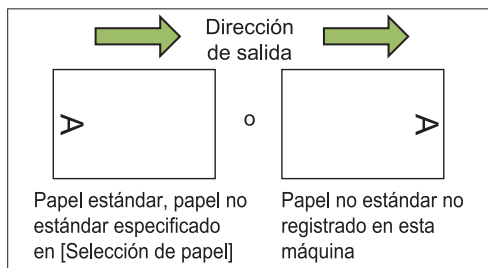 Dirección
de salida
A
o
A
Papel estándar, papel no
estándar especificado
en [Selección de papel]
Papel no estándar no
registrado en esta
máquina